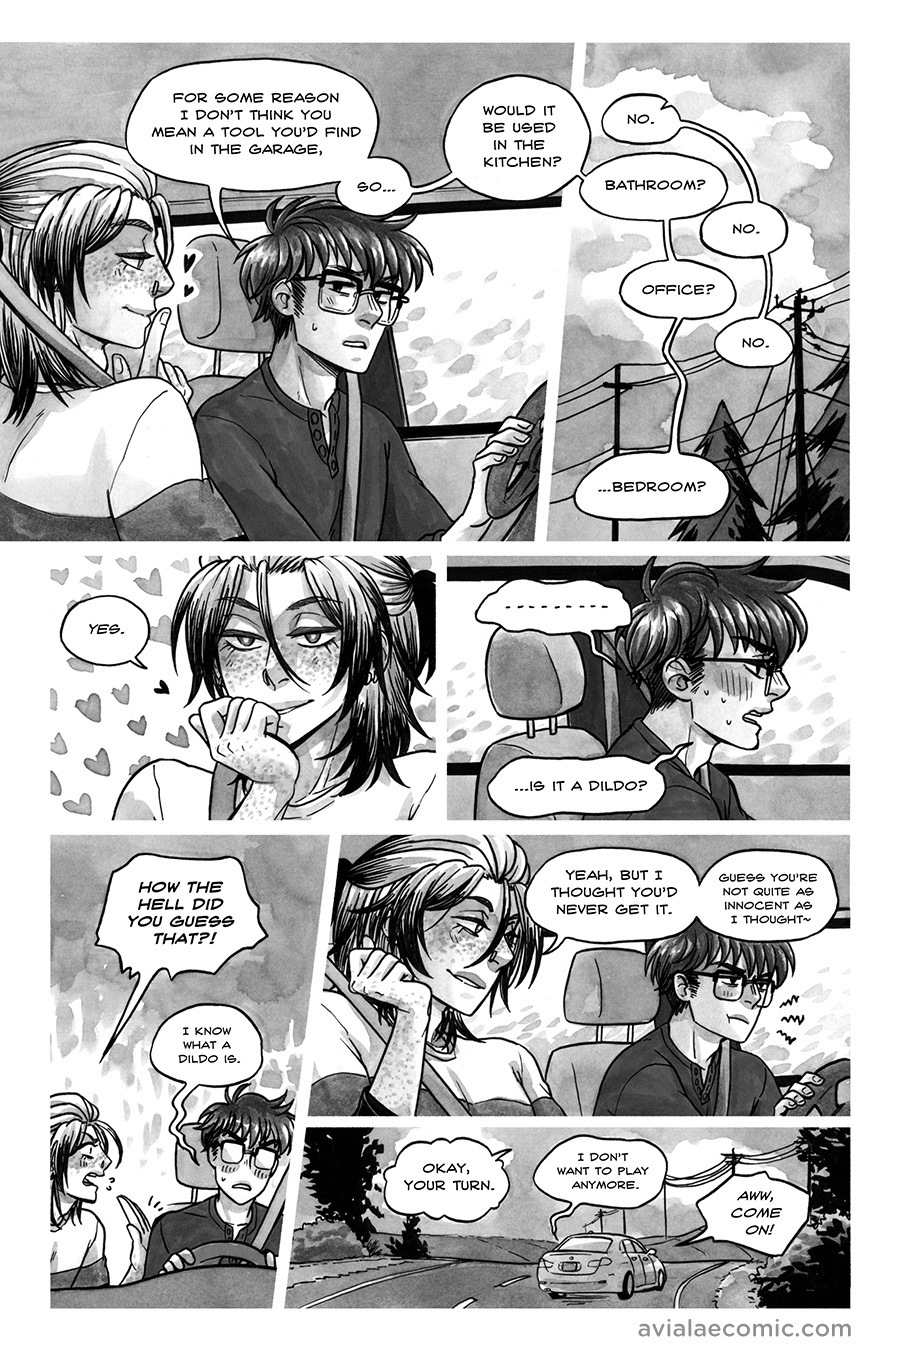 FOR SOME REASON
I DON'T THINK YOU
MEAN A TOOL YOU'D FIND
IN THE GARAGE,
SO...
WOULD IT
BE USED
IN THE
KITCHEN?
NO.
BATHROOM?
NO.
OFFICE?
NO.
...BEDROOM?
YES.
- - - - - - - -
...IS IT A DILDO?
HOW THE
HELL DID
YOU GUESS
THAT?!
I KNOW
WHAT A
DILDO IS.
YEAH, BUT I
THOUGHT YOU'D
NEVER GET IT.
GUESS YOU'RE
NOT QUITE AS
INNOCENT AS
I THOUGHT~
OKAY,
YOUR TURN.
I DON'T
WANT TO PLAY
ANYMORE.
AWW,
COME
ON!
avialaecomic.com